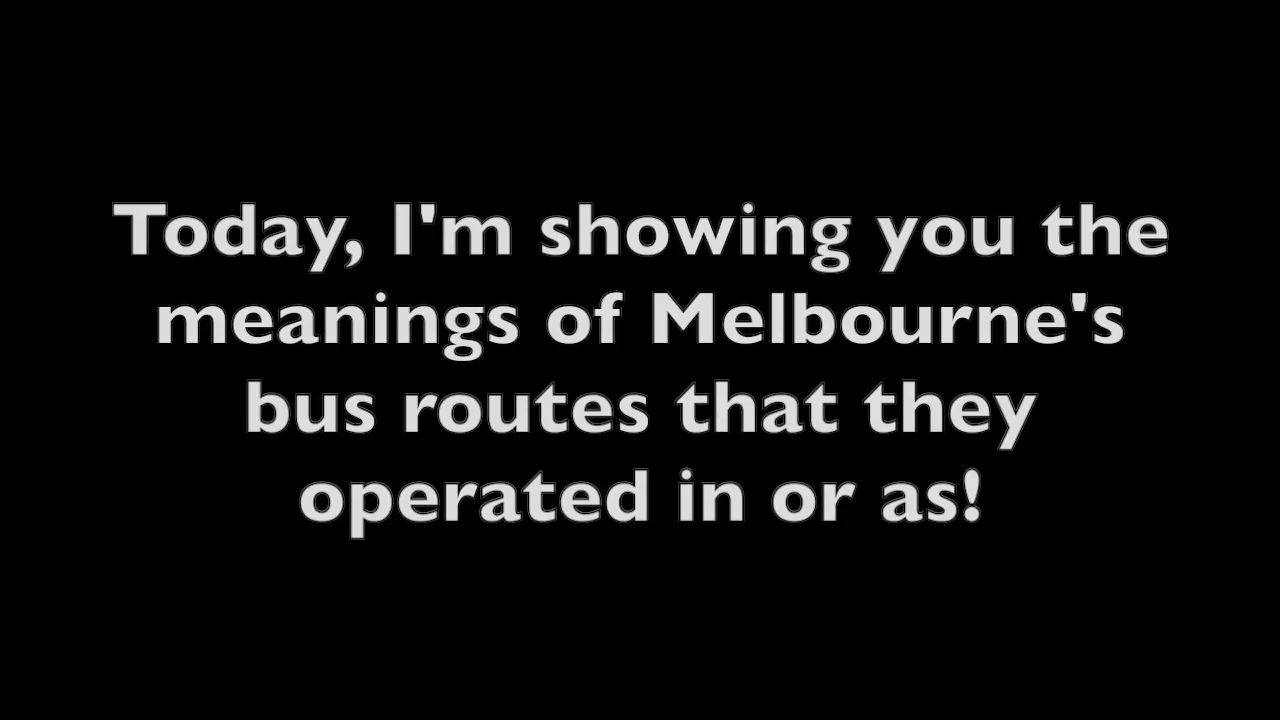 Today, I'm showing you the
meanings of Melbourne's
bus routes that they
operated in or as!